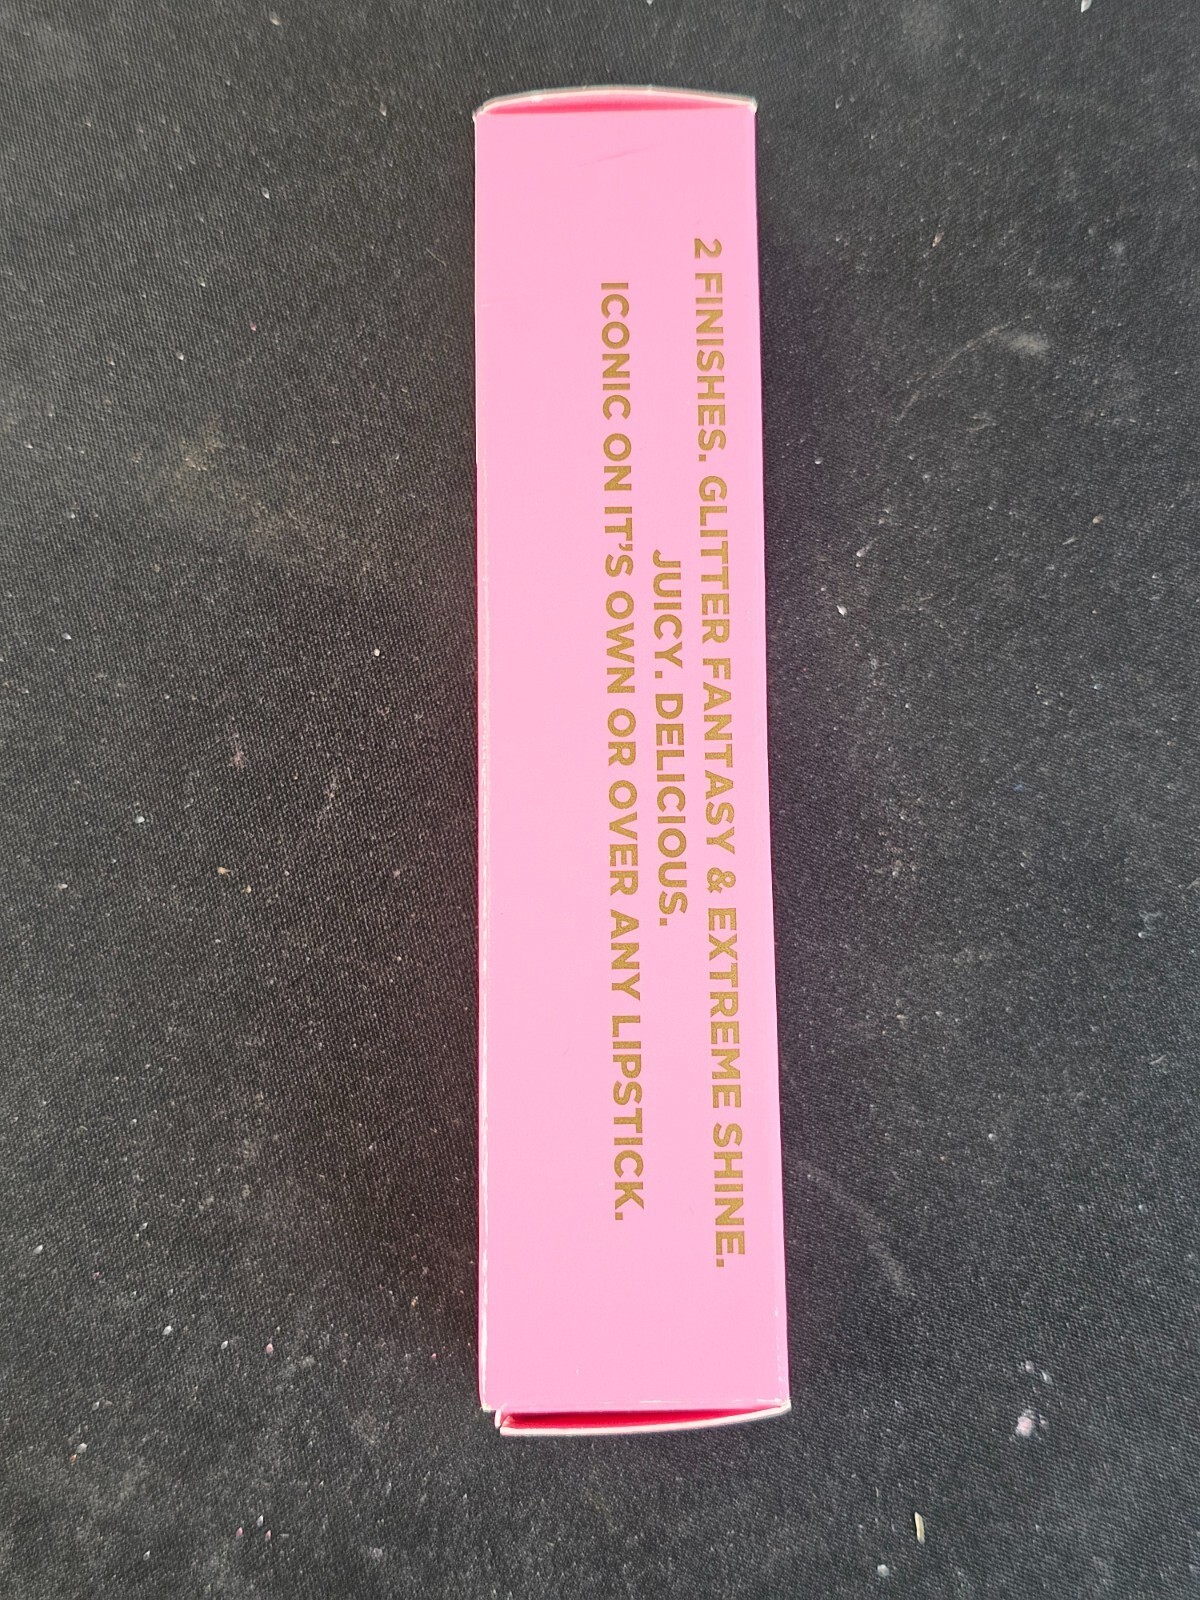 2 FINISHES. GLITTER FANTASY & EXTREME SHINE.
JUICY. DELICIOUS.
ICONIC ON IT'S OWN OR OVER ANY LIPSTICK.